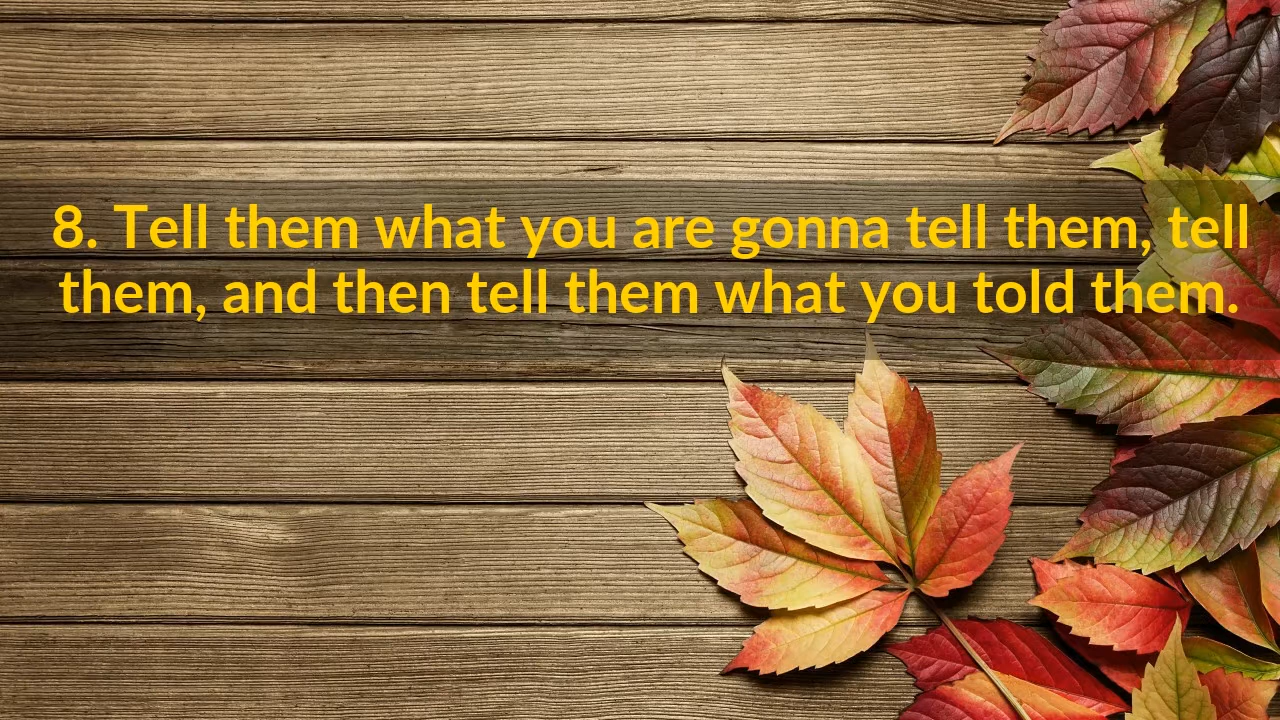 8. Tell them what you are gonna tell them, tell
them, and then tell them what you told them.